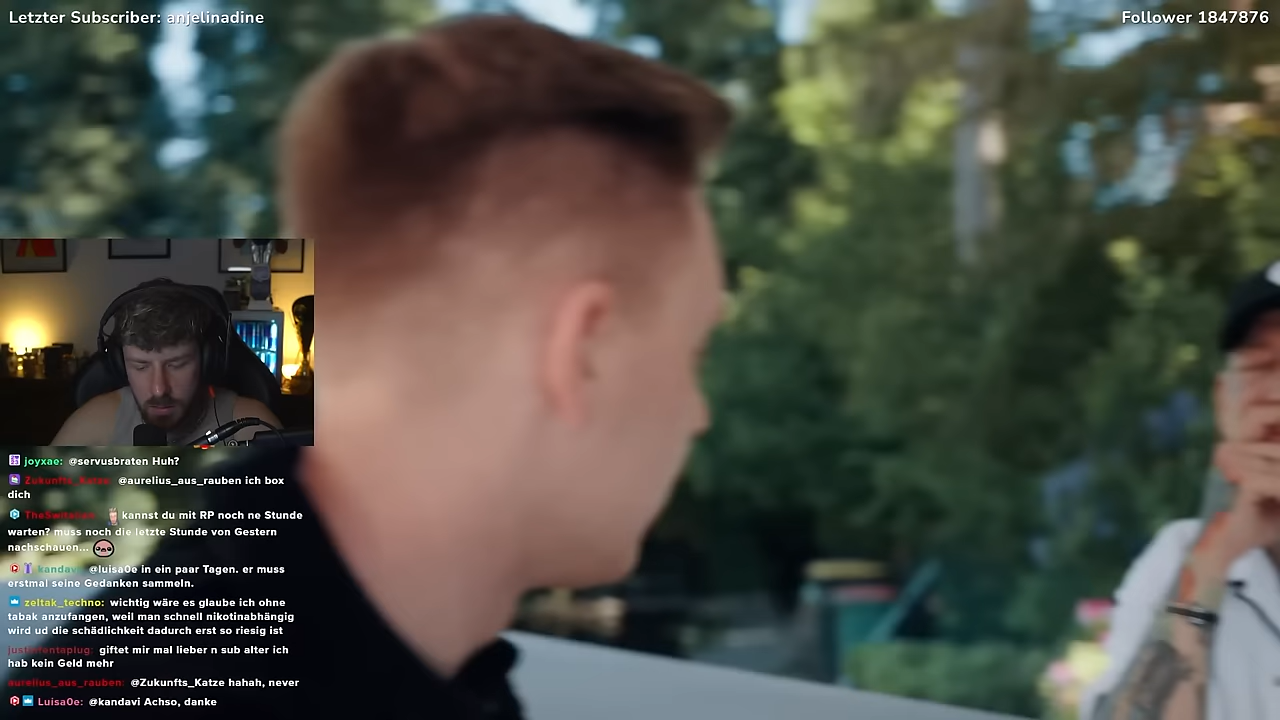 Letzter Subscriber: anjelinadine
Follower 1847876
joyxae: @servusbraten Huh?
@aurelius_aus_rauben ich box
dich
kannst du mit RP noch ne Stunde
warten? muss noch die letzte Stunde von Gestern
nachschauen...
kandavi: @luisa0e in ein paar Tagen. er muss
erstmal seine Gedanken sammeln.
zeltak_techno: wichtig wäre es glaube ich ohne
tabak anzufangen, weil man schnell nikotinabhängig
wird ud die schädlichkeit dadurch erst so riesig ist
giftet mir mal lieber n sub alter ich
hab kein Geld mehr
aurelius_aus_rauben: @Zukunfts_Katze hahah, never
Luisa0e: @kandavi Achso, danke